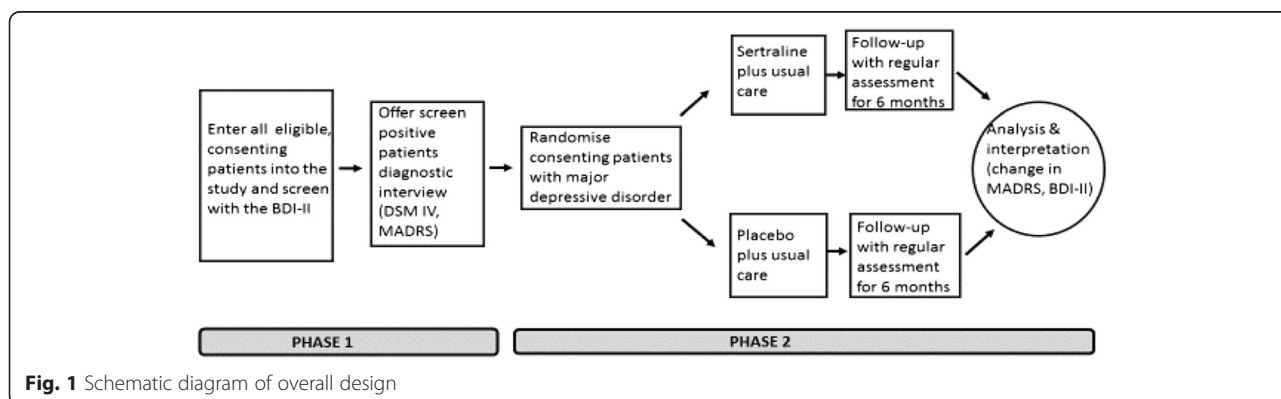 Enter all eligible,
consenting
patients into the
study and screen
with the BDI-II
Offer screen
positive
patients
diagnostic
interview
(DSM IV,
MADRS)
Randomise
consenting patients
with major
depressive disorder
Sertraline
plus usual
care
Follow-up
with regular
assessment
for 6 months
Placebo
plus usual
care
Follow-up
with regular
assessment
for 6 months
Analysis &
interpretation
(change in
MADRS, BDI-II)
PHASE 1
PHASE 2
Fig. 1 Schematic diagram of overall design